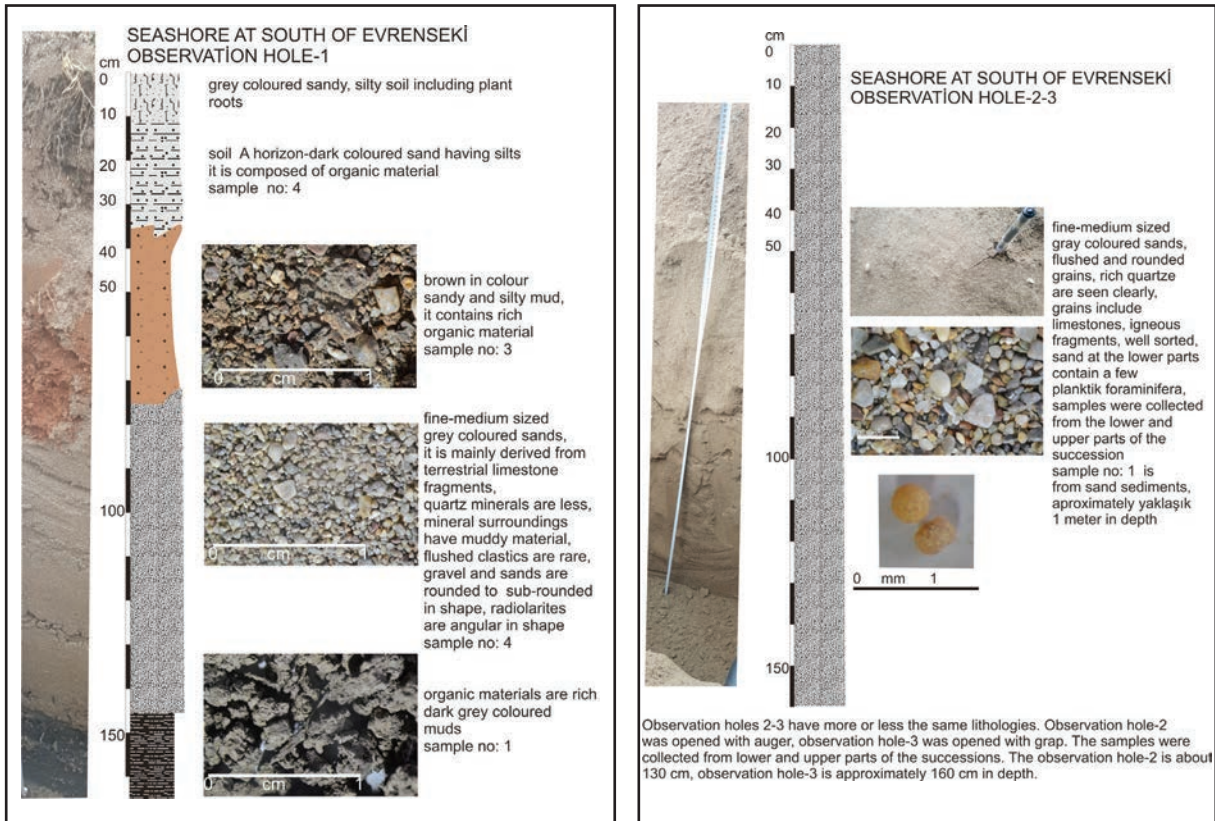 SEASHORE AT SOUTH OF EVRENSEKİ
OBSERVATİON HOLE-1
cm
0
10
20
30
40
50
100
150
grey coloured sandy, silty soil including plant
roots
soil A horizon-dark coloured sand having silts
it is composed of organic material
sample no: 4
brown in colour
sandy and silty mud,
it contains rich
organic material
sample no: 3
0 cm 1
fine-medium sized
grey coloured sands,
it is mainly derived from
terrestrial limestone
fragments,
quartz minerals are less,
mineral surroundings
have muddy material,
flushed clastics are rare,
gravel and sands are
rounded to sub-rounded
in shape, radiolarites
are angular in shape
sample no: 4
0 cm 1
organic materials are rich
dark grey coloured
muds
sample no: 1
0 cm 1
cm
0
10
20
30
40
50
100
150
SEASHORE AT SOUTH OF EVRENSEKİ
OBSERVATİON HOLE-2-3
fine-medium sized
gray coloured sands,
flushed and rounded
grains, rich quartze
are seen clearly,
grains include
limestones, igneous
fragments, well sorted,
sand at the lower parts
contain a few
planktik foraminifera,
samples were collected
from the lower and
upper parts of the
succession
sample no: 1 is
from sand sediments,
aproximately yaklaşık
1 meter in depth
0 mm 1
Observation holes 2-3 have more or less the same lithologies. Observation hole-2
was opened with auger, observation hole-3 was opened with grap. The samples were
collected from lower and upper parts of the successions. The observation hole-2 is about
130 cm, observation hole-3 is approximately 160 cm in depth.